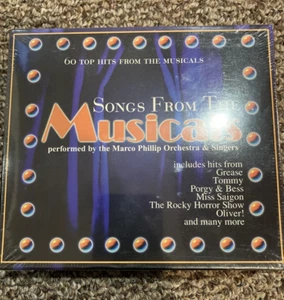 60 TOP HITS FROM THE MUSICALS
SONGS FROM THE
Musicals
performed by the Marco Phillip Orchestra & Singers
includes hits from
Grease
Tommy
Porgy & Bess
Miss Saigon
The Rocky Horror Show
Oliver!
and many more